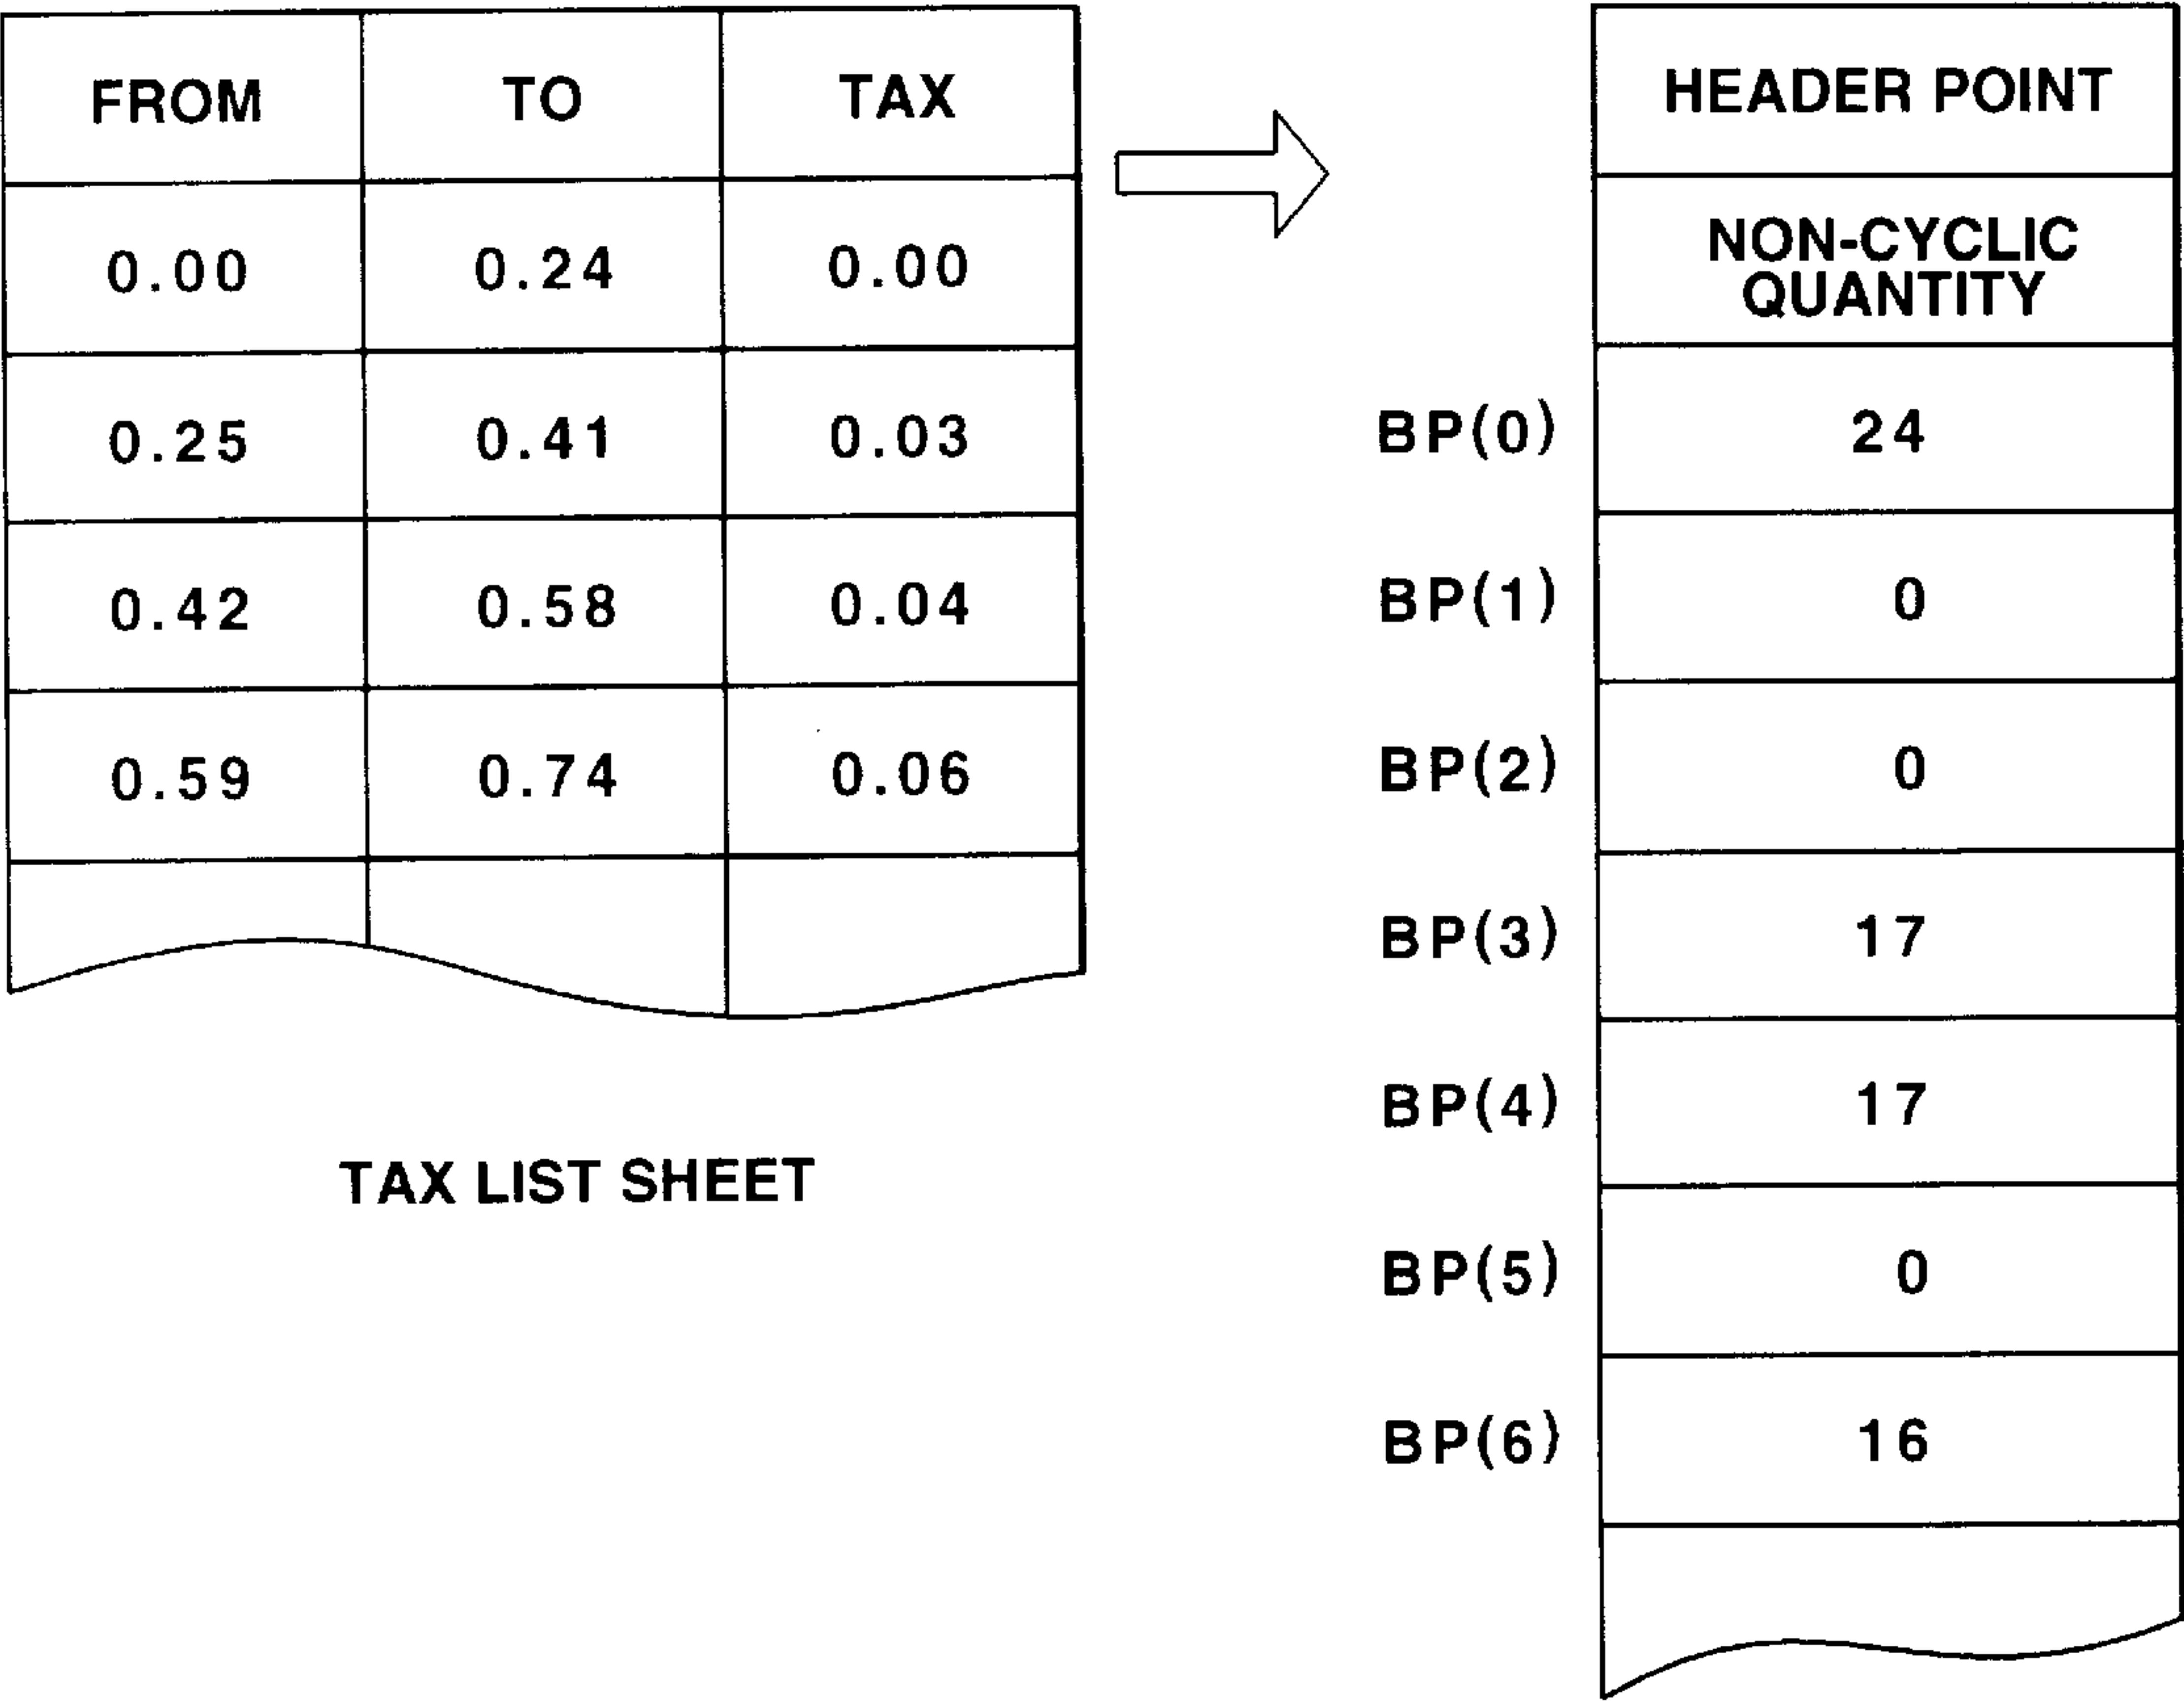 FROM TO TAX
0.00 0.24 0.00
0.25 0.41 0.03
0.42 0.58 0.04
0.59 0.74 0.06
TAX LIST SHEET
HEADER POINT
NON-CYCLIC
QUANTITY
BP(0) 24
BP(1) 0
BP(2) 0
BP(3) 17
BP(4) 17
BP(5) 0
BP(6) 16